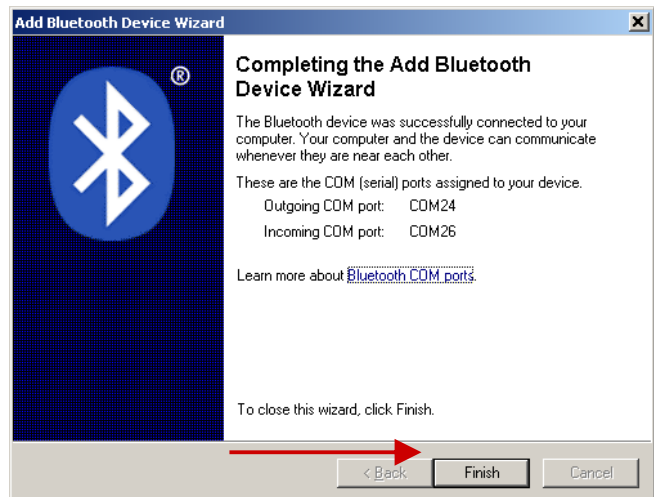 Add Bluetooth Device Wizard
®
Completing the Add Bluetooth
Device Wizard
The Bluetooth device was successfully connected to your
computer. Your computer and the device can communicate
whenever they are near each other.
These are the COM (serial) ports assigned to your device.
Outgoing COM port: COM24
Incoming COM port: COM26
Learn more about Bluetooth COM ports.
To close this wizard, click Finish.
< Back Finish Cancel